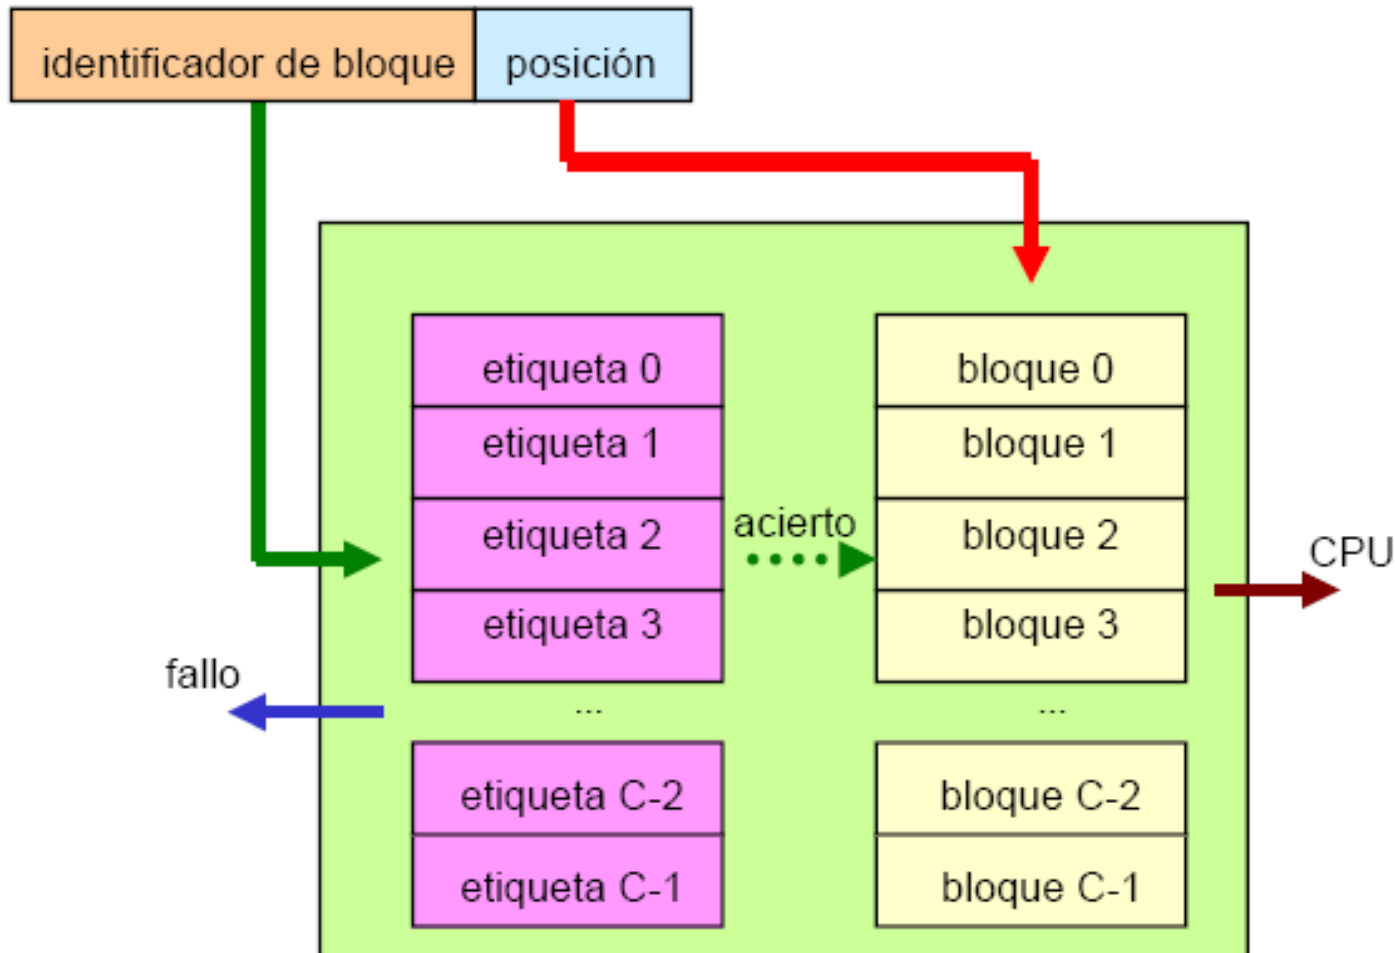 identificador de bloque posición
etiqueta 0 bloque 0
etiqueta 1 bloque 1
acierto
etiqueta 2 bloque 2
CPU
etiqueta 3 bloque 3
fallo
... ...
etiqueta C-2 bloque C-2
etiqueta C-1 bloque C-1